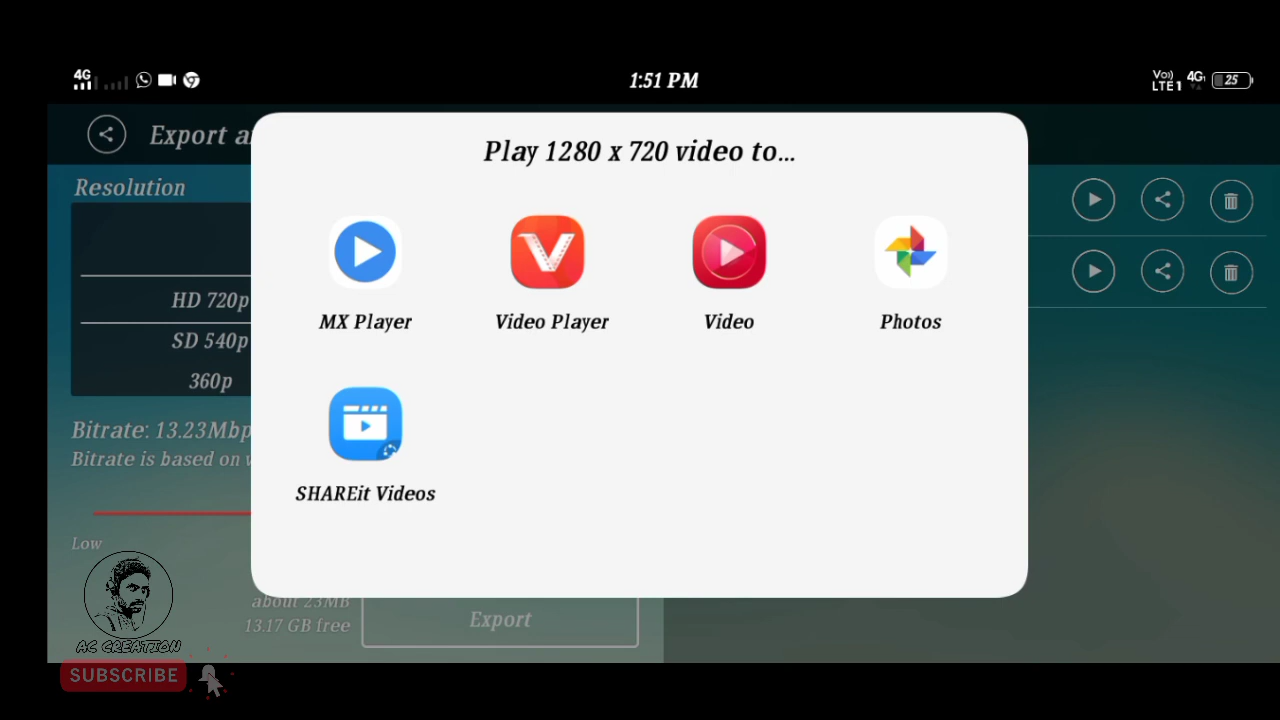 4G
1:51 PM
Vo)) LTE 1 4G 25
Export a
Play 1280 x 720 video to...
Resolution
HD 720p
SD 540p
360p
MX Player
Video Player
Video
Photos
SHAREit Videos
Bitrate: 13.23Mbp
Bitrate is based on
Low
about 23MB
13.17 GB free
Export
AC CREATION
SUBSCRIBE